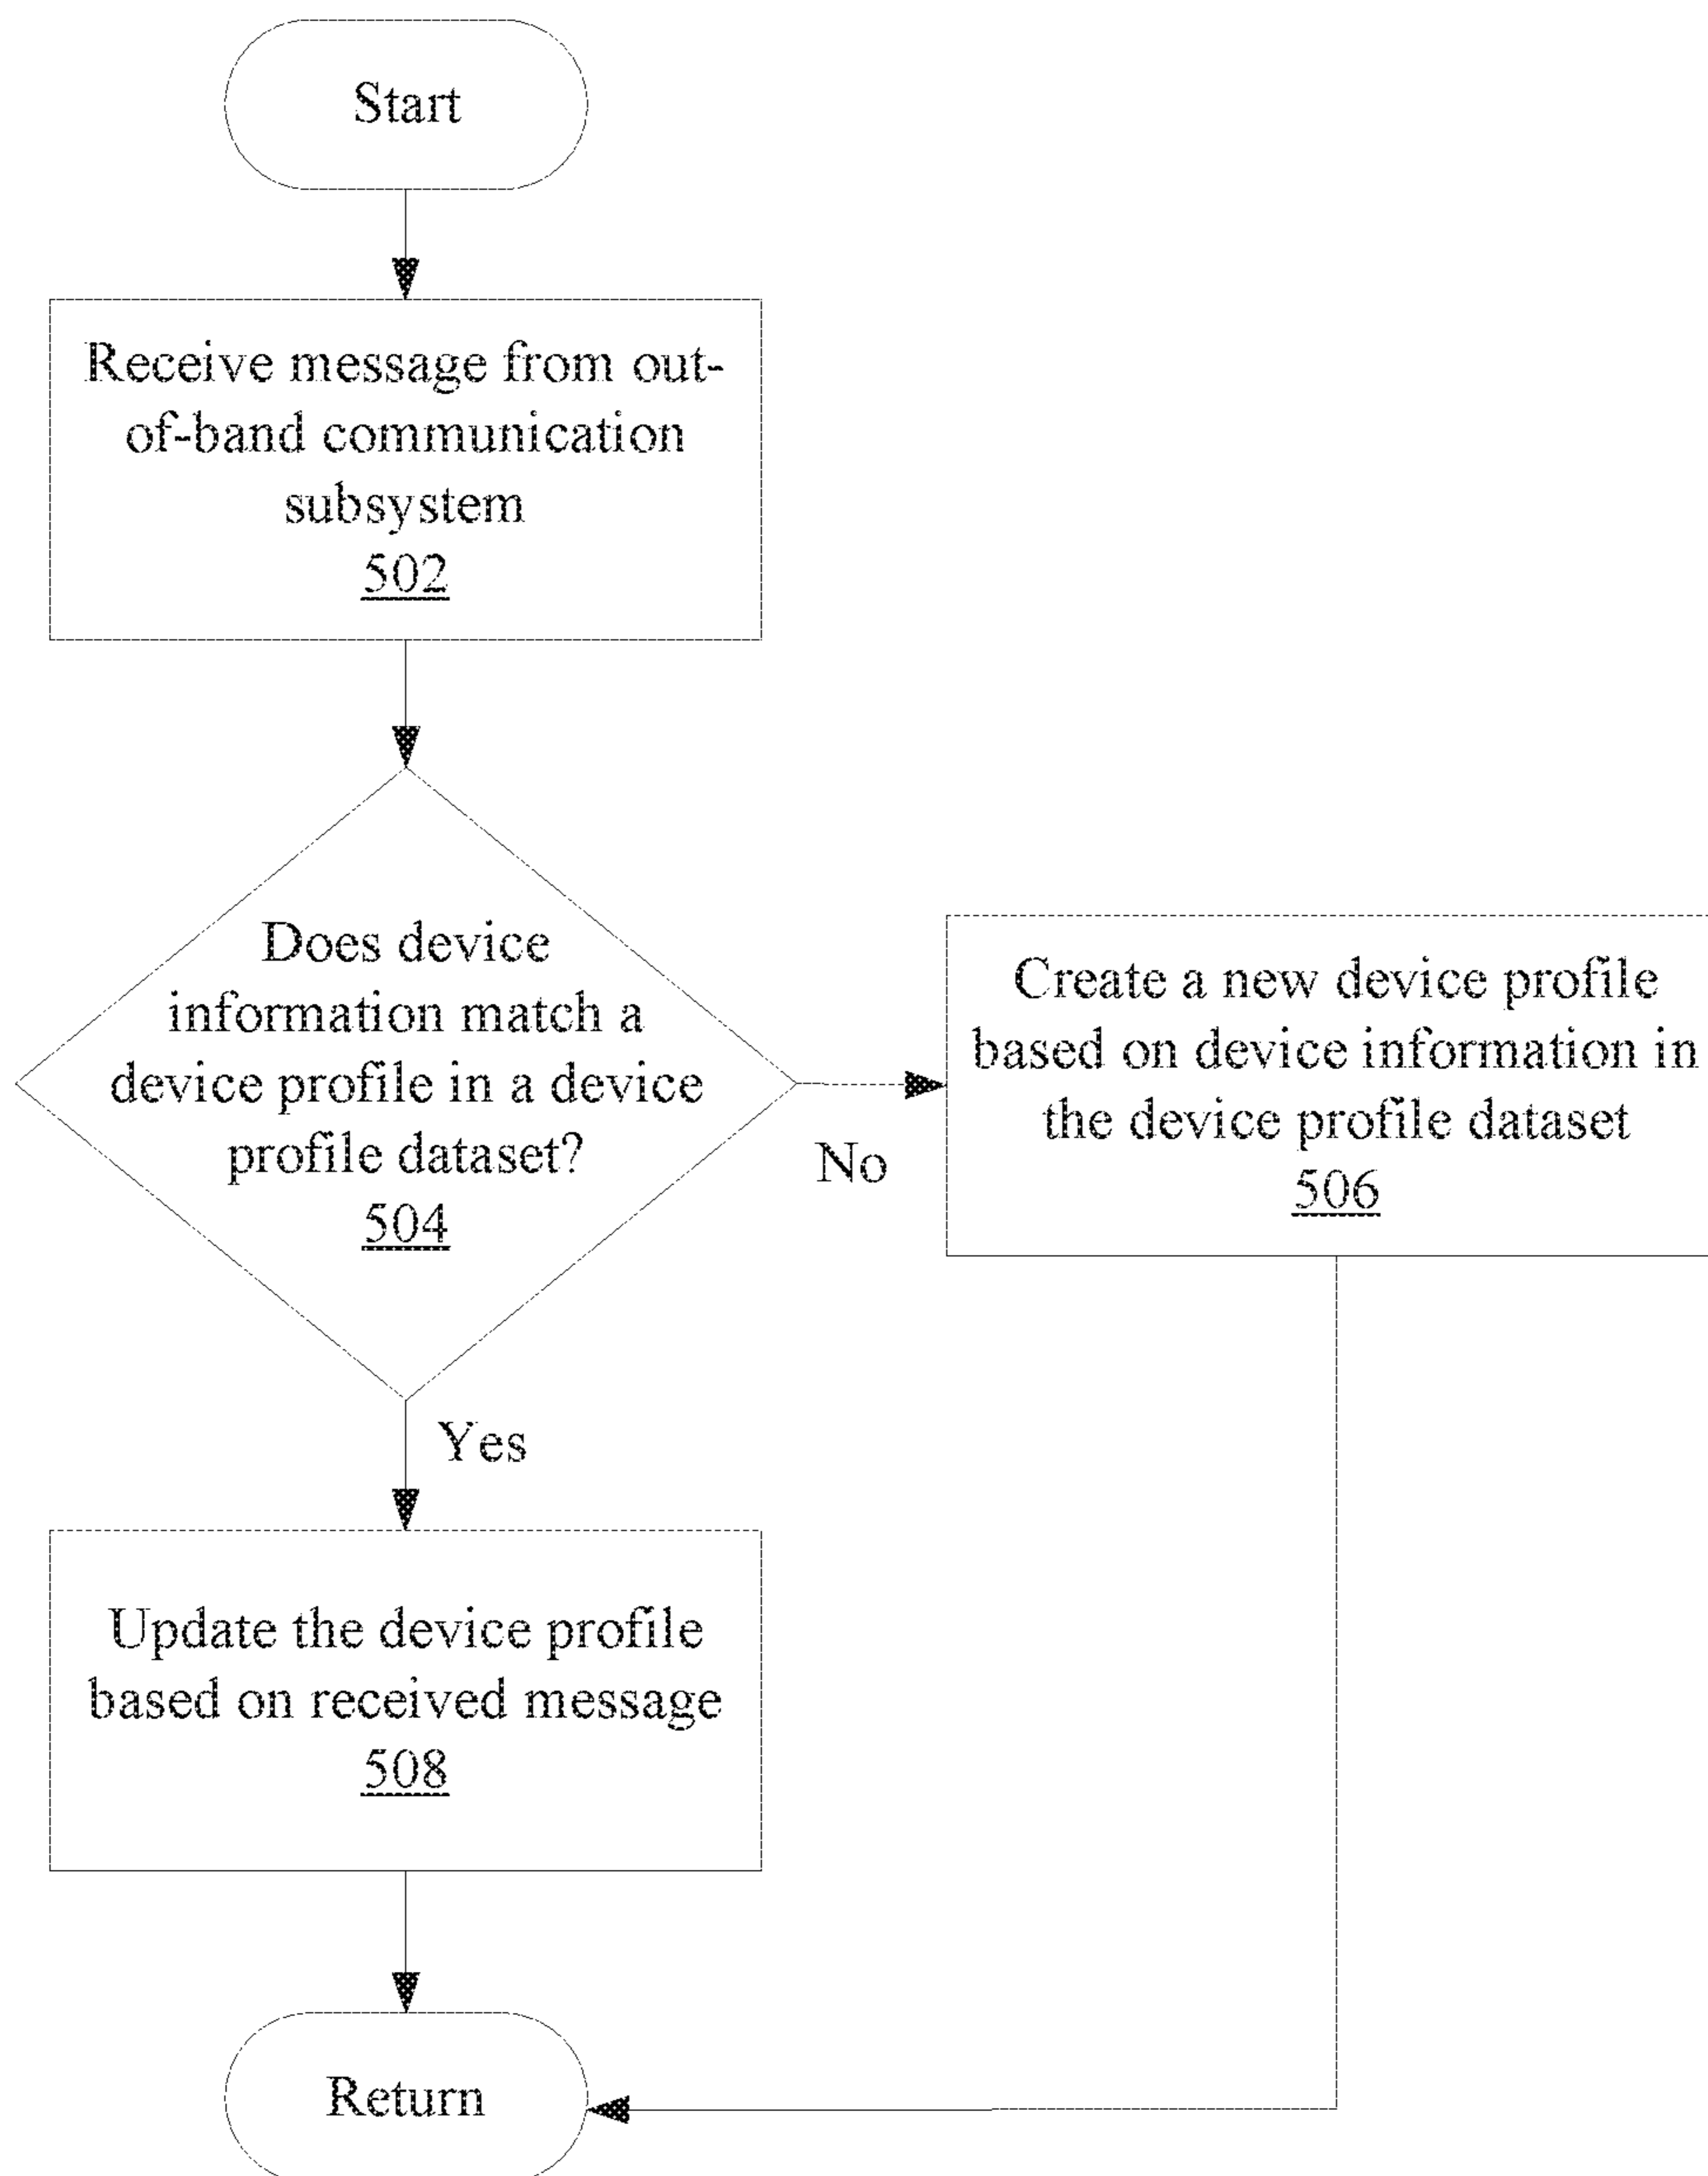 Start
Receive message from out-
of-band communication
subsystem
502
Does device
information match a
device profile in a device
profile dataset?
504
No
Create a new device profile
based on device information in
the device profile dataset
506
Yes
Update the device profile
based on received message
508
Return